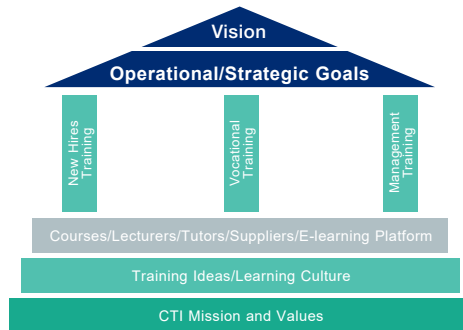 Vision
Operational/Strategic Goals
New Hires
Training
Vocational
Training
Management
Training
Courses/Lecturers/Tutors/Suppliers/E-learning Platform
Training Ideas/Learning Culture
CTI Mission and Values